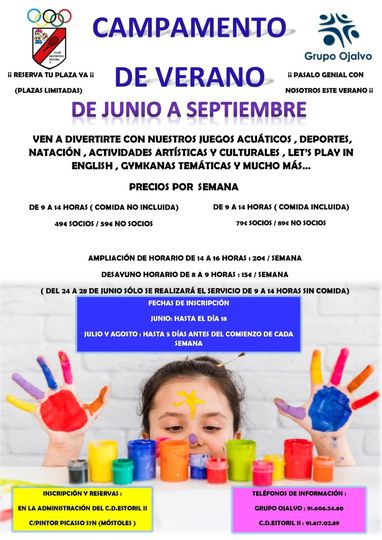 CAMPAMENTO
DE VERANO
DE JUNIO A SEPTIEMBRE
¡¡ RESERVA TU PLAZA YA ¡¡
(PLAZAS LIMITADAS)
Grupo Ojalvo
¡¡ PASALO GENIAL CON
NOSOTROS ESTE VERANO ¡¡
VEN A DIVERTIRTE CON NUESTROS JUEGOS ACUÁTICOS , DEPORTES,
NATACIÓN , ACTIVIDADES ARTÍSTICAS Y CULTURALES , LET'S PLAY IN
ENGLISH , GYMKANAS TEMÁTICAS Y MUCHO MÁS...
PRECIOS POR SEMANA
DE 9 A 14 HORAS ( COMIDA NO INCLUIDA)
49€ SOCIOS / 59€ NO SOCIOS
DE 9 A 14 HORAS ( COMIDA INCLUIDA)
79€ SOCIOS / 89€ NO SOCIOS
AMPLIACIÓN DE HORARIO DE 14 A 16 HORAS : 20€ / SEMANA
DESAYUNO HORARIO DE 8 A 9 HORAS : 15€ / SEMANA
( DEL 24 A 28 DE JUNIO SÓLO SE REALIZARÁ EL SERVICIO DE 9 A 14 HORAS SIN COMIDA)
FECHAS DE INSCRIPCIÓN
JUNIO: HASTA EL DÍA 18
JULIO Y AGOSTO : HASTA 5 DÍAS ANTES DEL COMIENZO DE CADA
SEMANA
INSCRIPCIÓN Y RESERVAS :
EN LA ADMINISTRACIÓN DEL C.D.ESTORIL II
C/PINTOR PICASSO S7N (MÓSTOLES )
TELÉFONOS DE INFORMACIÓN :
GRUPO OJALVO : 91.606.54.60
C.D.ESTORIL II : 91.617.02.89